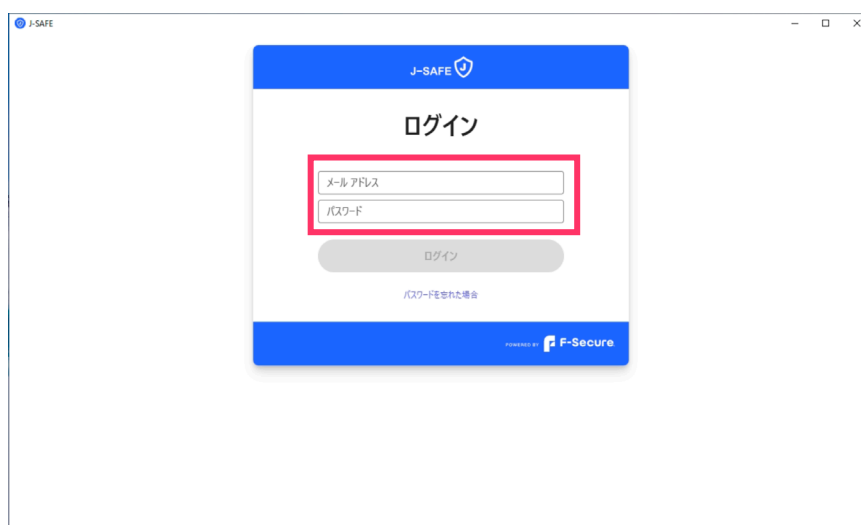 J-SAFE
J-SAFE
ログイン
メール アドレス
パスワード
ログイン
パスワードを忘れた場合
POWERED BY F-Secure